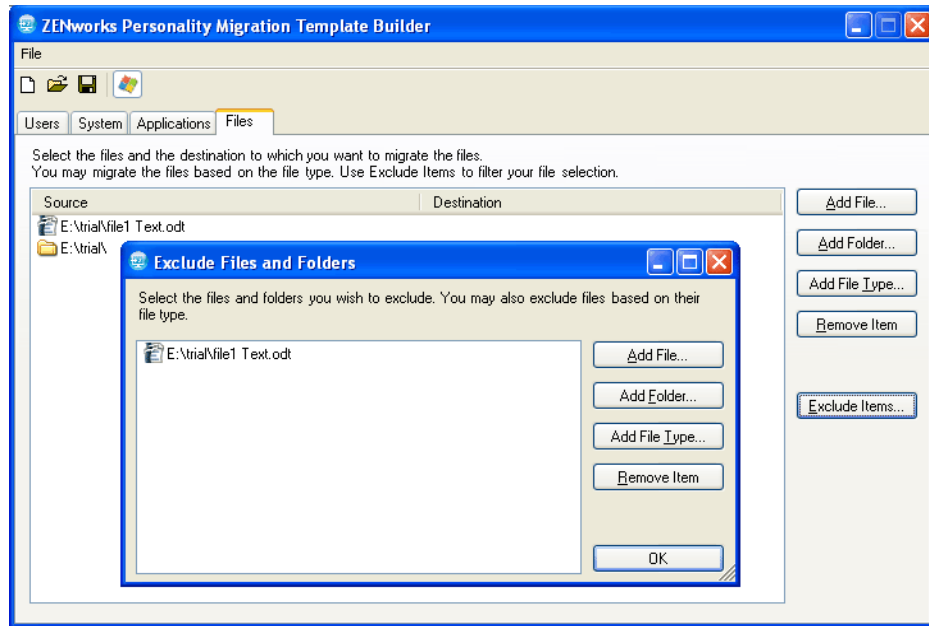 ZENworks Personality Migration Template Builder
File
Users System Applications Files
Select the files and the destination to which you want to migrate the files.
You may migrate the files based on the file type. Use Exclude Items to filter your file selection.
Source Destination
E:\trial\file1 Text.odt
E:\trial\
Add File...
Add Folder...
Add File Type...
Remove Item
Exclude Items...
Exclude Files and Folders
Select the files and folders you wish to exclude. You may also exclude files based on their
file type.
E:\trial\file1 Text.odt
Add File...
Add Folder...
Add File Type...
Remove Item
OK